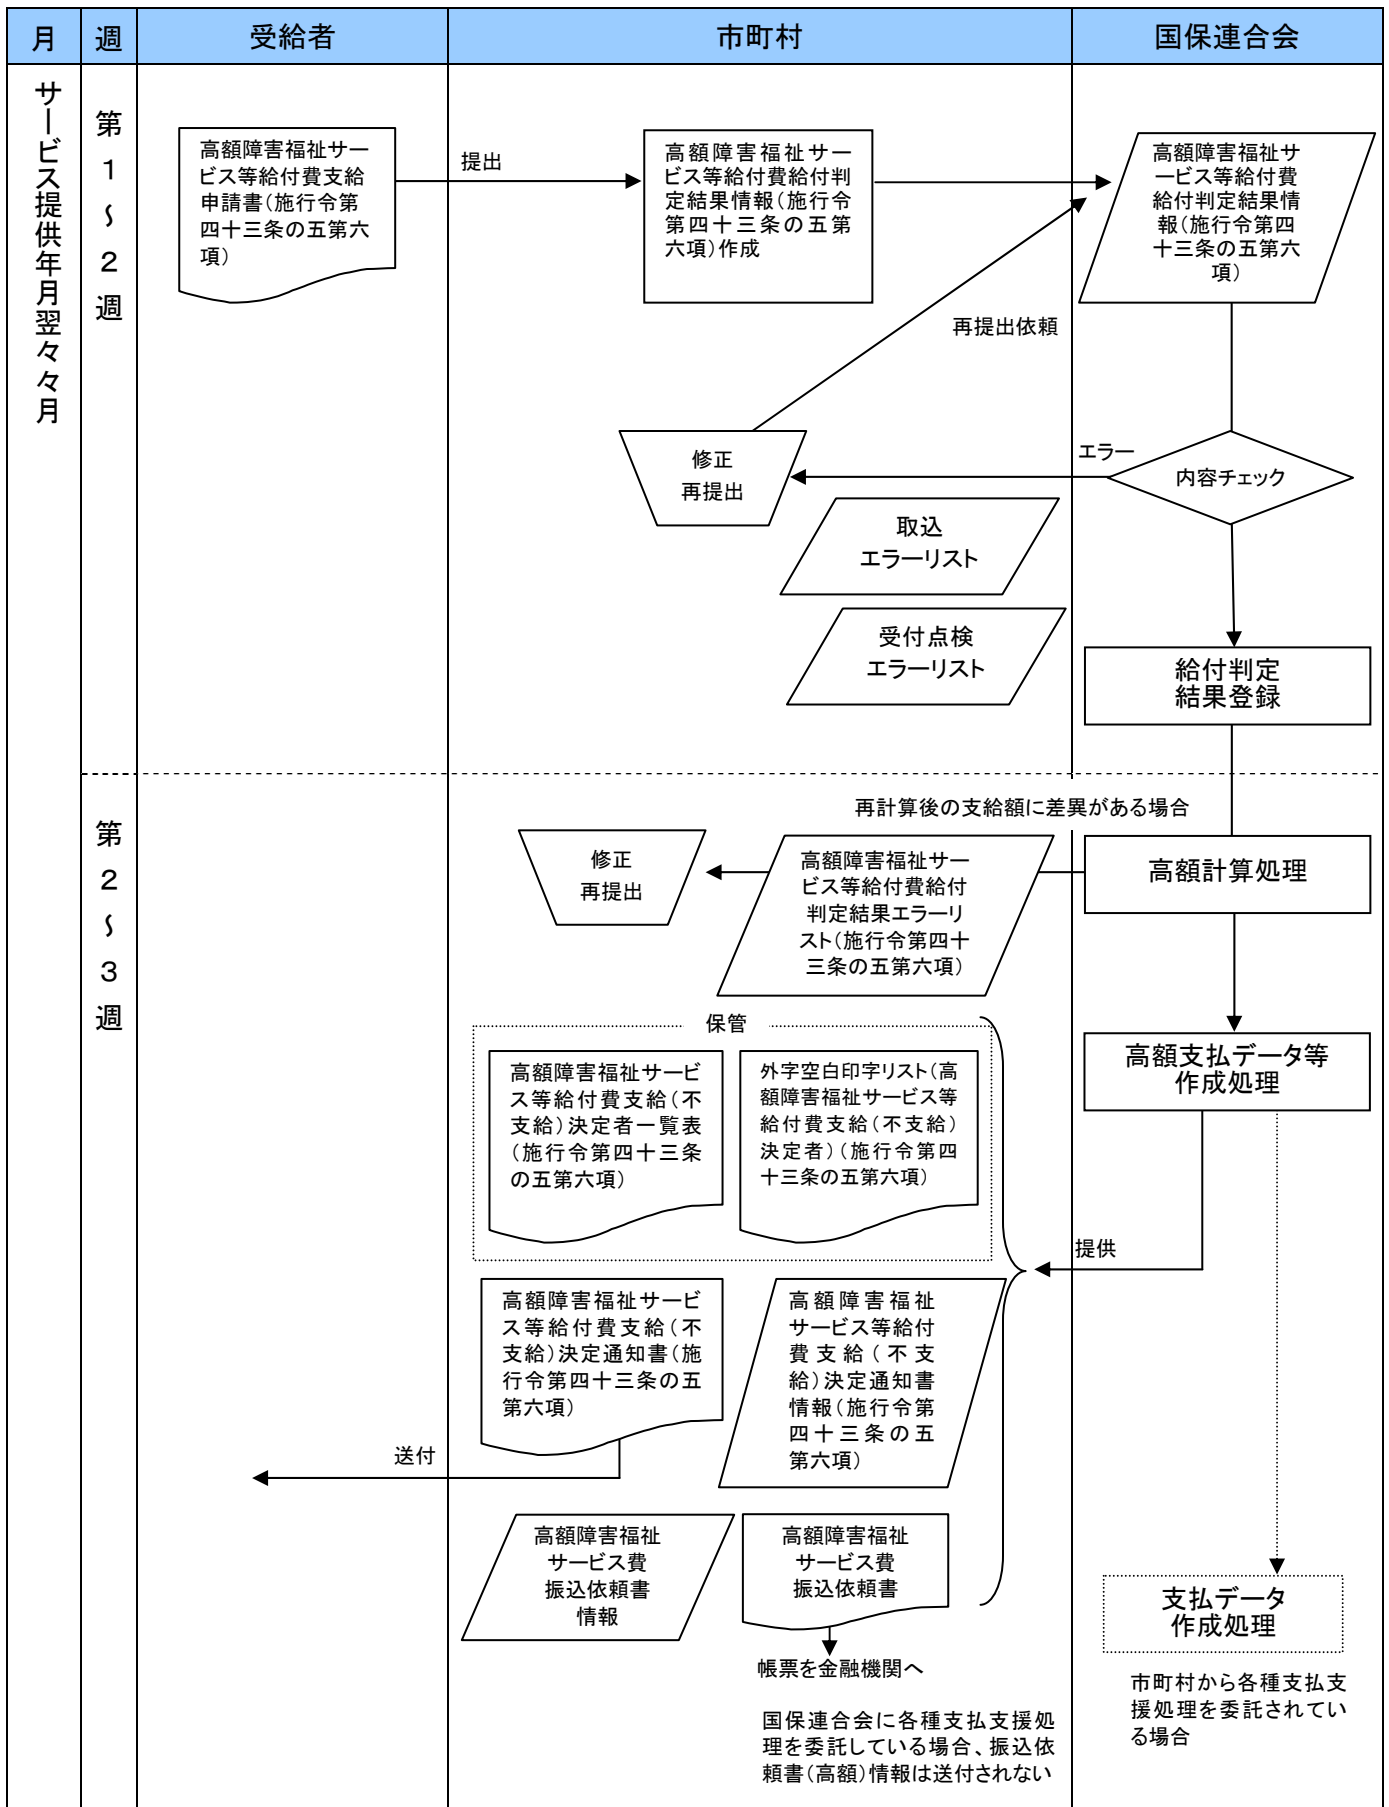 月
週
受給者
市町村
国保連合会
サービス提供年月翌々月
第1～2週
高額障害福祉サー
ビス等給付費支給
申請書(施行令第
四十三条の五第六
項)
提出
高額障害福祉サー
ビス等給付費給付判
定結果情報(施行令
第四十三条の五第
六項)作成
高額障害福祉サ
ービス等給付費
給付判定結果情
報(施行令第四
十三条の五第六
項)
再提出依頼
修正
再提出
エラー
内容チェック
取込
エラーリスト
受付点検
エラーリスト
給付判定
結果登録
第2～3週
再計算後の支給額に差異がある場合
修正
再提出
高額障害福祉サー
ビス等給付費給付
判定結果エラーリ
スト(施行令第四十
三条の五第六項)
高額計算処理
保管
高額障害福祉サービ
ス等給付費支給(不
支給)決定者一覧表
(施行令第四十三条
の五第六項)
外字空白印字リスト(高
額障害福祉サービス等
給付費支給(不支給)
決定者)(施行令第四
十三条の五第六項)
高額支払データ等
作成処理
提供
高額障害福祉サービ
ス等給付費支給(不
支給)決定通知書(施
行令第四十三条の五
第六項)
高額障害福祉
サービス等給付
費支給(不支
給)決定通知書
情報(施行令第
四十三条の五
第六項)
送付
高額障害福祉
サービス費
振込依頼書
情報
高額障害福祉
サービス費
振込依頼書
帳票を金融機関へ
支払データ
作成処理
市町村から各種支払支
援処理を委託されてい
る場合
国保連合会に各種支払支援処
理を委託している場合、振込依
頼書(高額)情報は送付されない